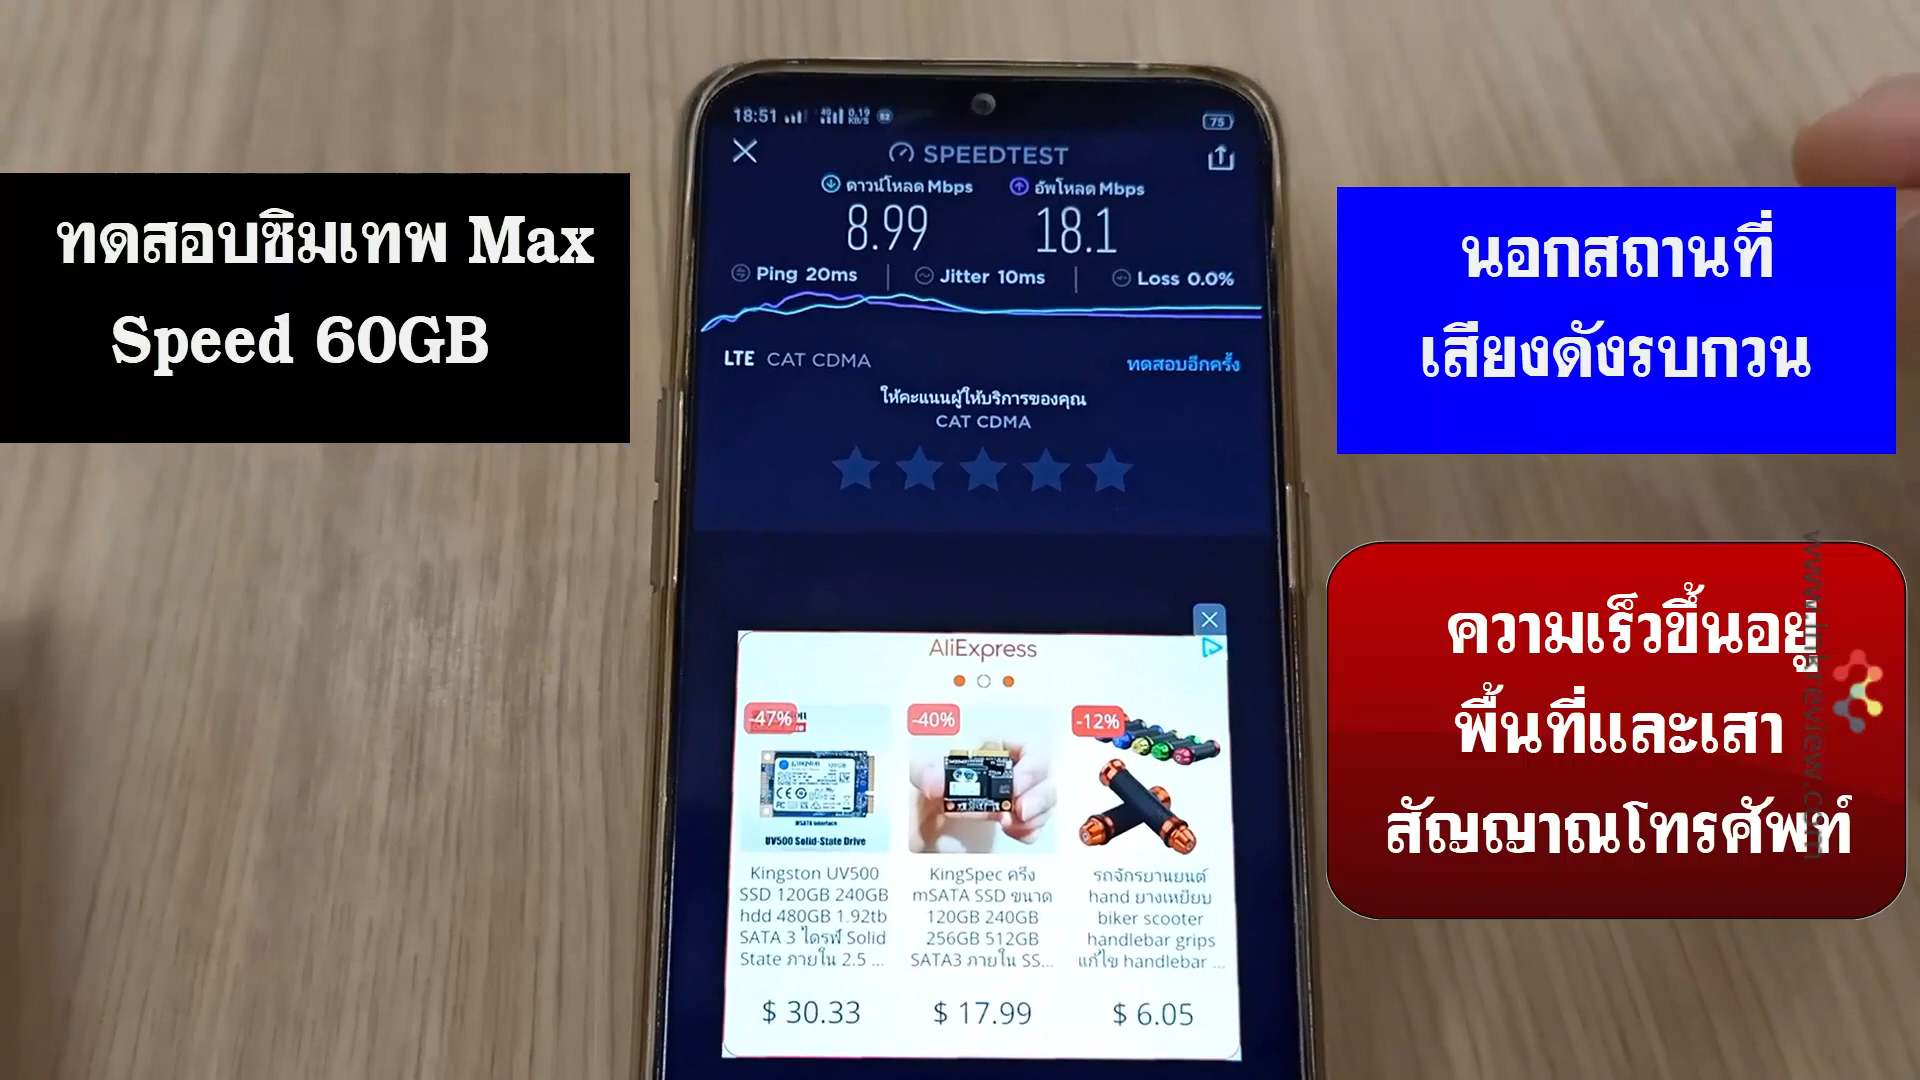 ทดสอบซิมเทพ Max
Speed 60GB
18:51
4G
0.19
KB/S
52
75
SPEEDTEST
ดาวน์โหลด Mbps
อัพโหลด Mbps
8.99
18.1
Ping 20ms
Jitter 10ms
Loss 0.0%
LTE CAT CDMA
ทดสอบอีกครั้ง
ให้คะแนนผู้ให้บริการของคุณ
CAT CDMA
AliExpress
-47%
-40%
-12%
Kingston 120GB
MSATA Interface
UV500 Solid-State Drive
Kingston UV500
SSD 120GB 240GB
hdd 480GB 1.92tb
SATA 3 ไดรฟ์ Solid
State ภายใน 2.5 ...
$ 30.33
KingSpec ครึ่ง
mSATA SSD ขนาด
120GB 240GB
256GB 512GB
SATA3 ภายใน SS...
$ 17.99
รถจักรยานยนต์
hand ยางเหยียบ
biker scooter
handlebar grips
แก้ไข handlebar ...
$ 6.05
นอกสถานที่
เสียงดังรบกวน
ความเร็วขึ้นอยู่
พื้นที่และเสา
สัญญาณโทรศัพท์